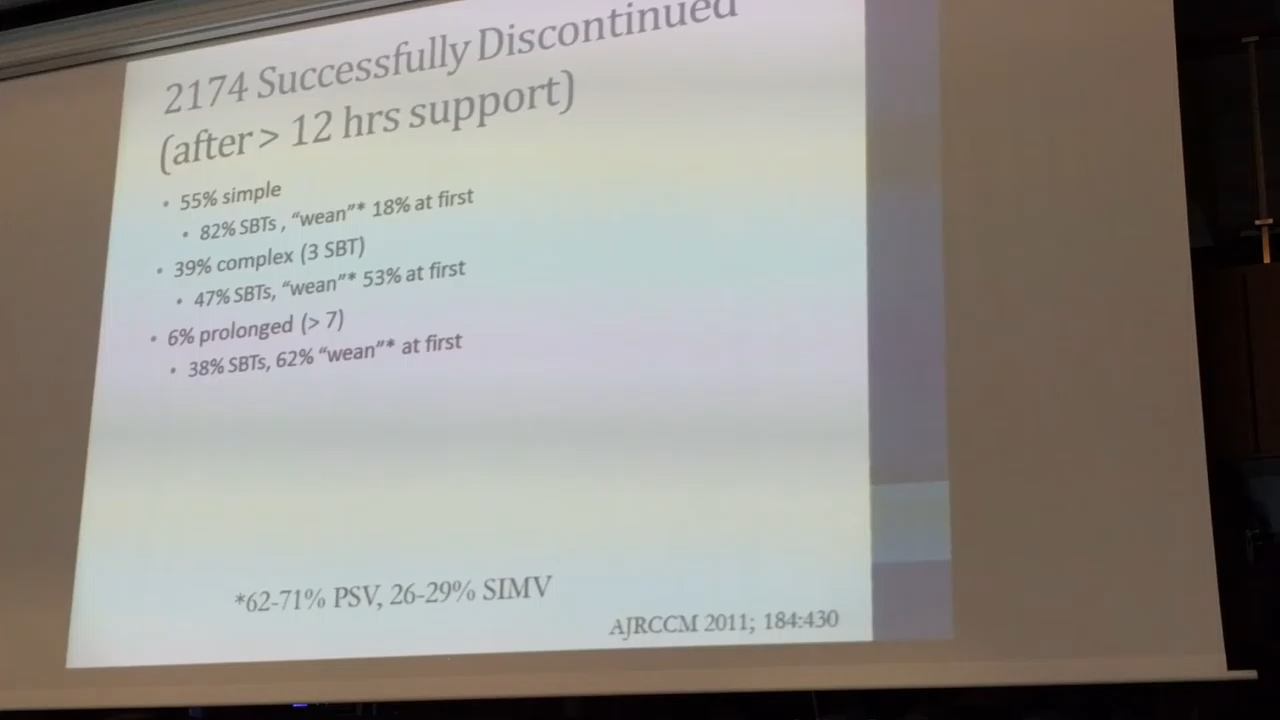 2174 Successfully Discontinued
(after > 12 hrs support)
• 55% simple
• 82% SBTs , “wean”* 18% at first
• 39% complex (3 SBT)
• 47% SBTs, “wean”* 53% at first
• 6% prolonged (> 7)
• 38% SBTs, 62% “wean”* at first
*62-71% PSV, 26-29% SIMV
AJRCCM 2011; 184:430